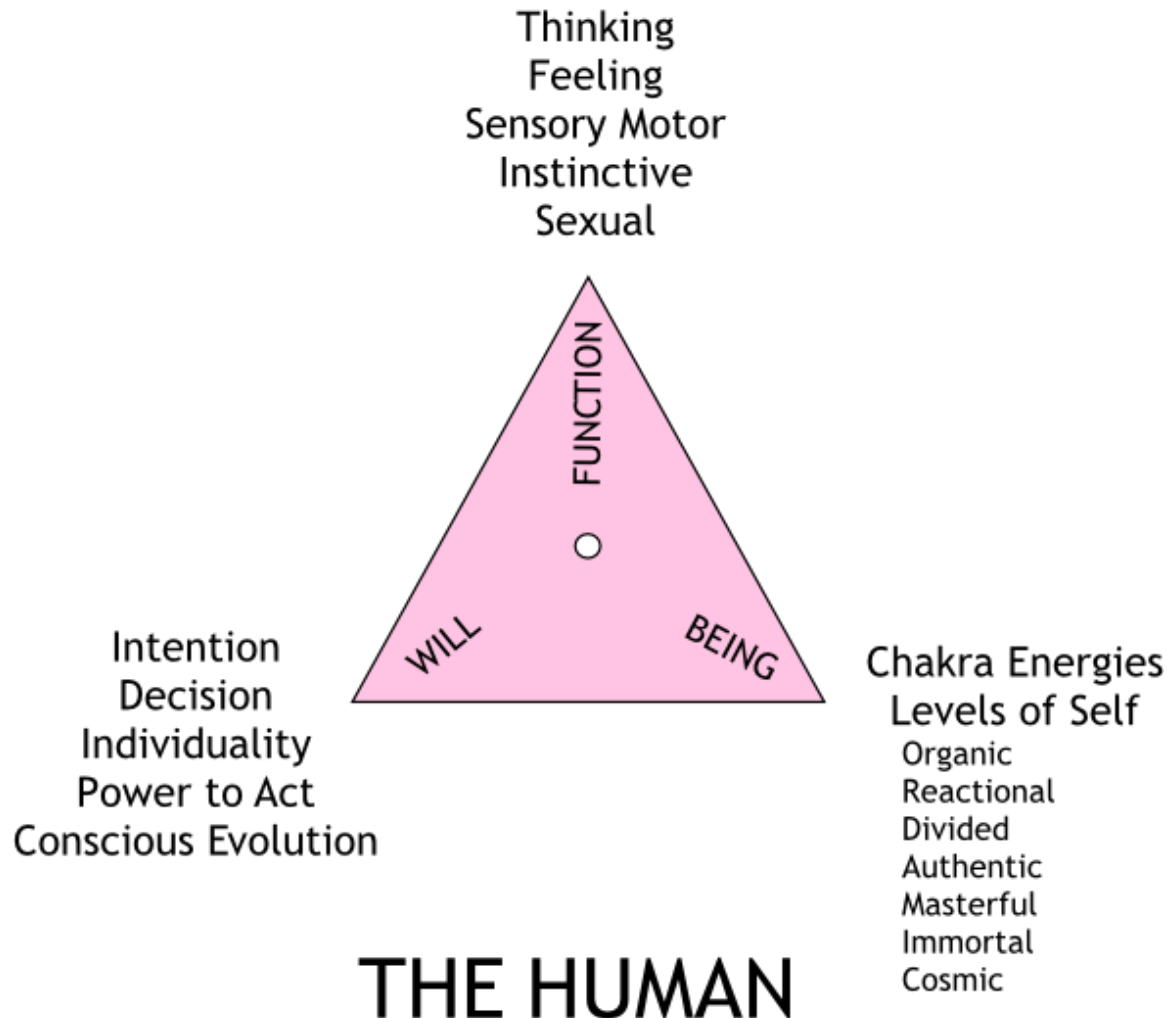 Thinking
Feeling
Sensory Motor
Instinctive
Sexual
FUNCTION
WILL
BEING
Intention
Decision
Individuality
Power to Act
Conscious Evolution
Chakra Energies
Levels of Self
Organic
Reactional
Divided
Authentic
Masterful
Immortal
Cosmic
THE HUMAN